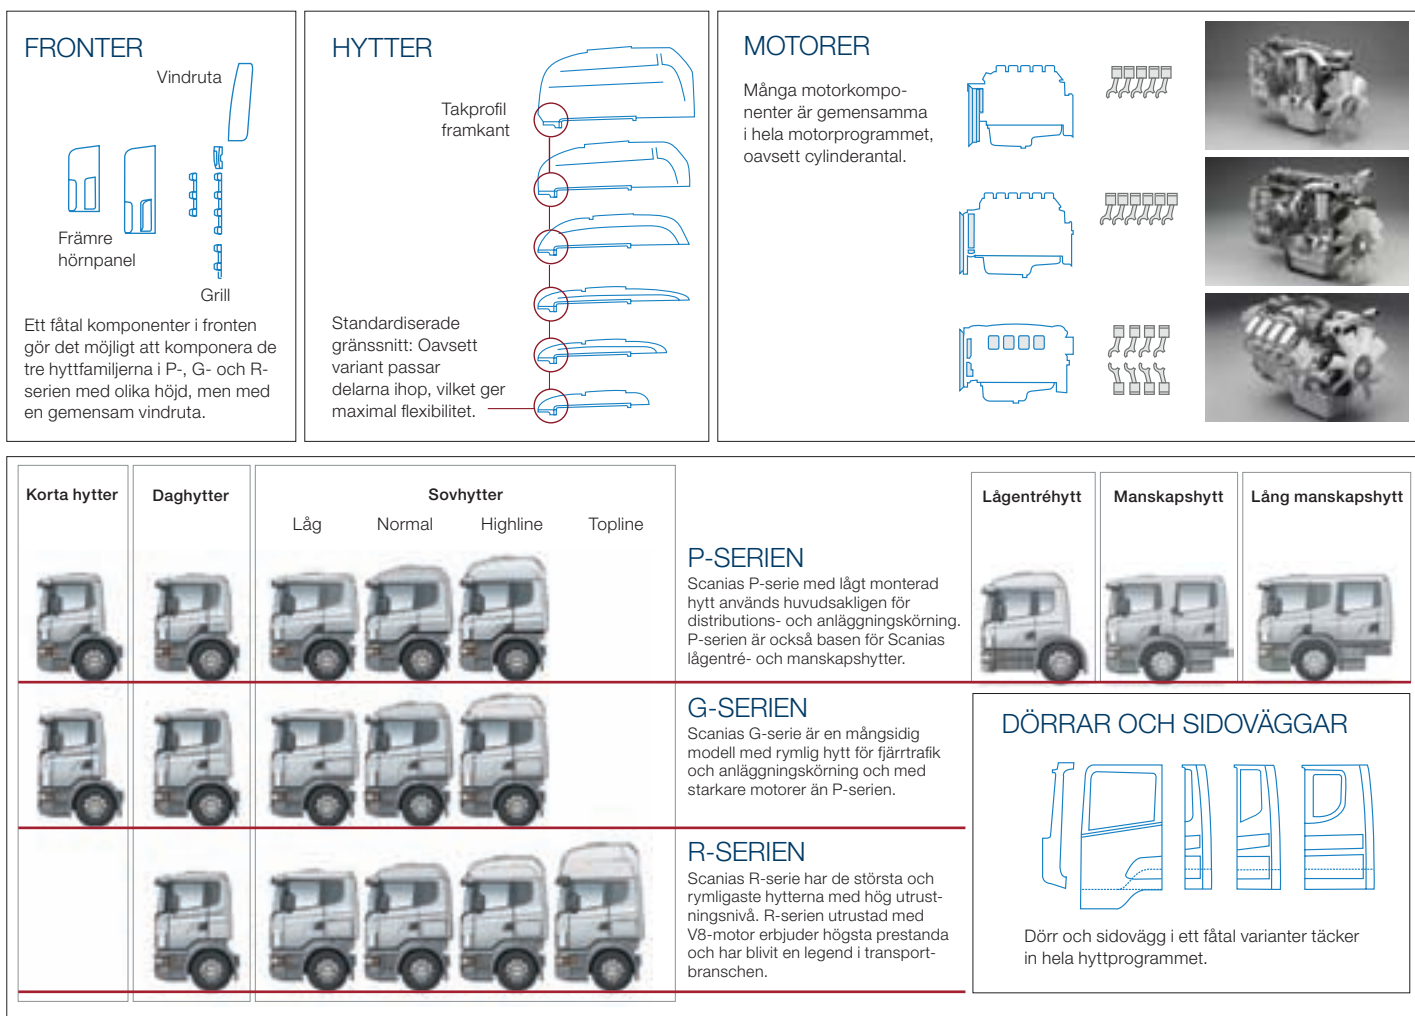 FRONTER
Vindruta
Främre
hörnpanel
Grill
Ett fåtal komponenter i fronten
gör det möjligt att komponera de
tre hyttfamiljerna i P-, G- och R-
serien med olika höjd, men med
en gemensam vindruta.
HYTTER
Takprofil
framkant
Standardiserade
gränssnitt: Oavsett
variant passar
delarna ihop, vilket ger
maximal flexibilitet.
MOTORER
Många motorkompo-
nenter är gemensamma
i hela motorprogrammet,
oavsett cylinderantal.
Korta hytter
Daghytter
Sovhytter
Låg
Normal
Highline
Topline
Lågentréhytt
Manskapshytt
Lång manskapshytt
P-SERIEN
Scanias P-serie med lågt monterad
hytt används huvudsakligen för
distributions- och anläggningskörning.
P-serien är också basen för Scanias
lågentré- och manskapshytter.
G-SERIEN
Scanias G-serie är en mångsidig
modell med rymlig hytt för fjärrtrafik
och anläggningskörning och med
starkare motorer än P-serien.
R-SERIEN
Scanias R-serie har de största och
rymligaste hytterna med hög utrust-
ningsnivå. R-serien utrustad med
V8-motor erbjuder högsta prestanda
och har blivit en legend i transport-
branschen.
DÖRRAR OCH SIDOVÄGGAR
Dörr och sidovägg i ett fåtal varianter täcker
in hela hyttprogrammet.